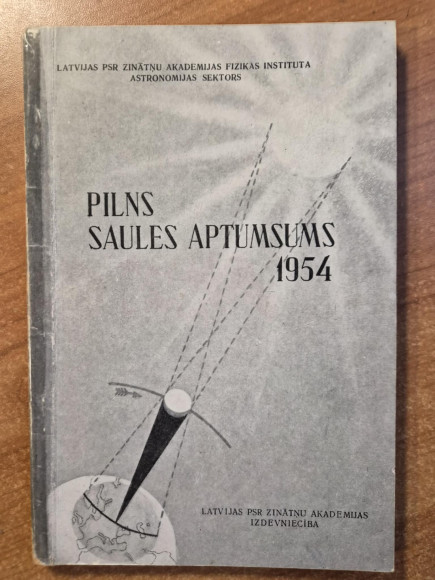 LATVIJAS PSR ZINĀTŅU AKADEMIJAS FIZIKAS INSTITUTA
ASTRONOMIJAS SEKTORS
PILNS
SAULES APTUMSUMS
1954
LATVIJAS PSR ZINĀTŅU AKADEMIJAS
IZDEVNIECĪBA